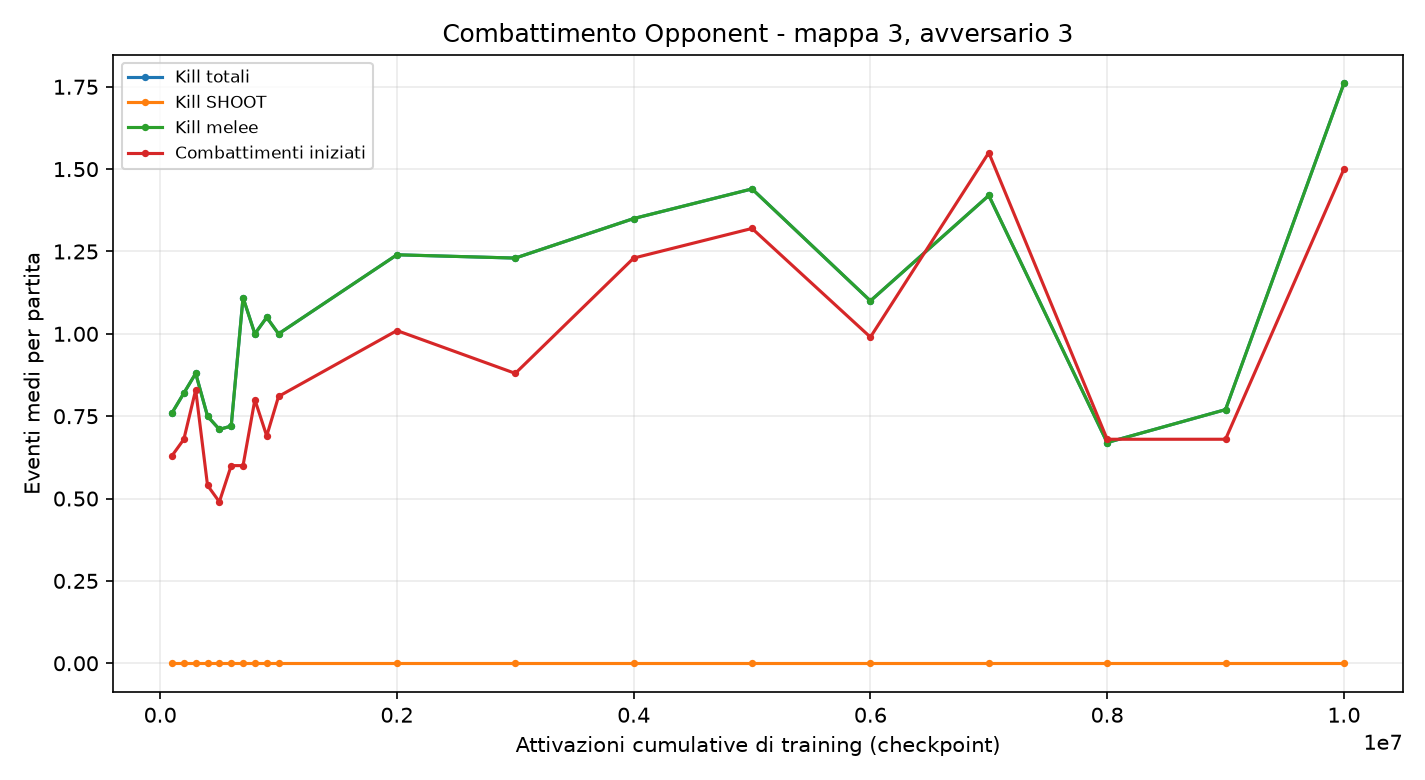 Combattimento Opponent - mappa 3, avversario 3
Kill totali
Kill SHOOT
Kill melee
Combattimenti iniziati
Eventi medi per partita
1.75
1.50
1.25
1.00
0.75
0.50
0.25
0.00
0.0 0.2 0.4 0.6 0.8 1.0
1e7
Attivazioni cumulative di training (checkpoint)